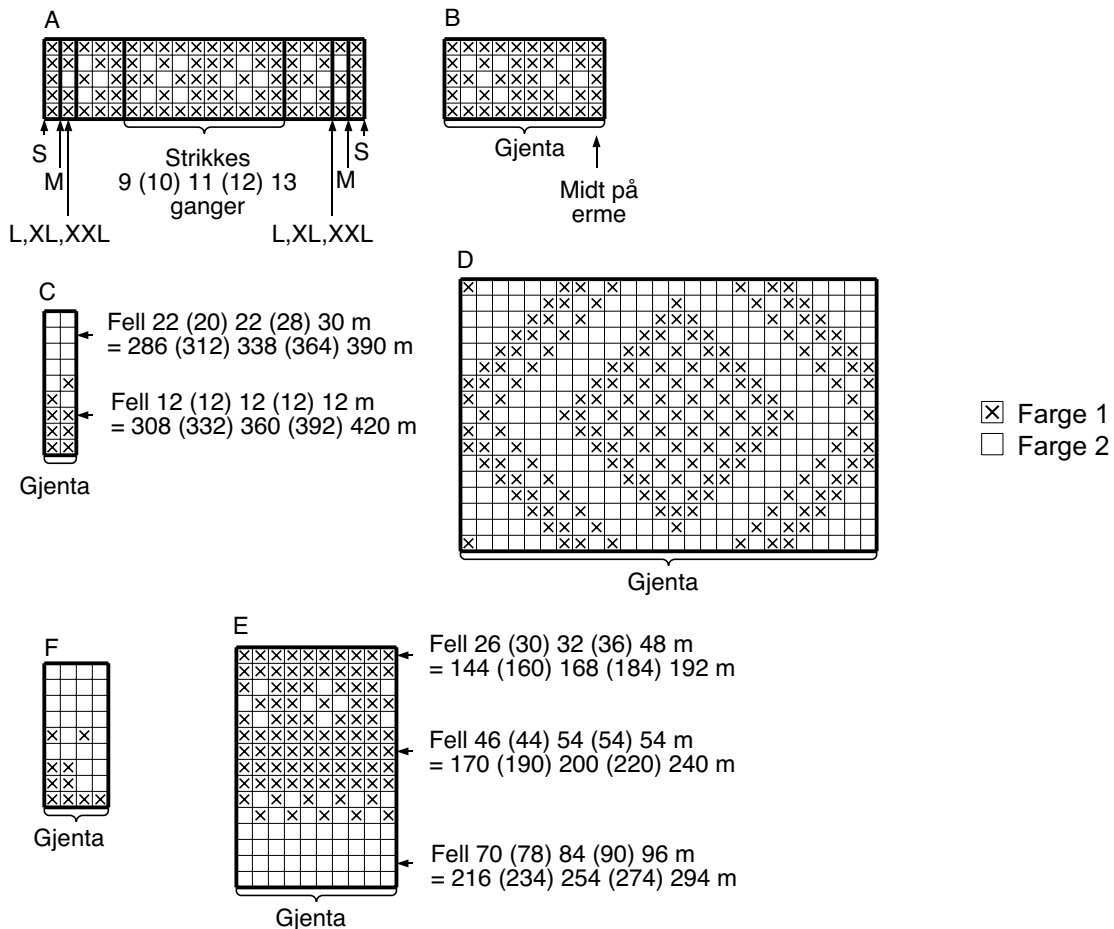 A
S
M
L,XL,XXL
Strikkes
9 (10) 11 (12) 13
ganger
S
M
L,XL,XXL
B
Gjenta
Midt på
erme
C
Fell 22 (20) 22 (28) 30 m
= 286 (312) 338 (364) 390 m
Fell 12 (12) 12 (12) 12 m
= 308 (332) 360 (392) 420 m
Gjenta
D
Gjenta
Farge 1
Farge 2
F
Gjenta
E
Fell 26 (30) 32 (36) 48 m
= 144 (160) 168 (184) 192 m
Fell 46 (44) 54 (54) 54 m
= 170 (190) 200 (220) 240 m
Fell 70 (78) 84 (90) 96 m
= 216 (234) 254 (274) 294 m
Gjenta